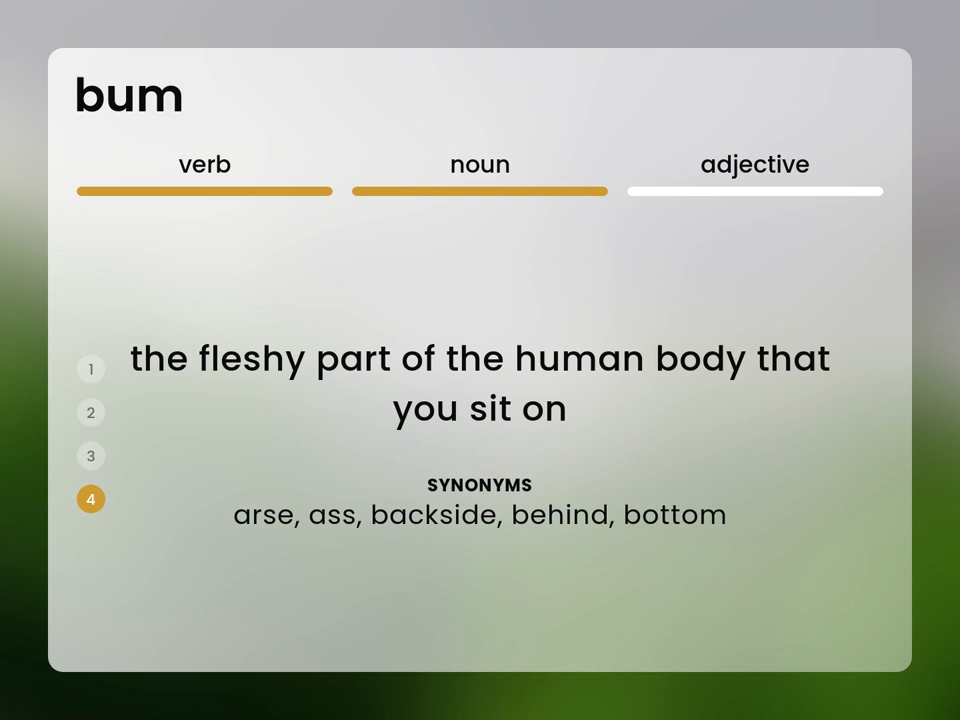 bum
verb noun adjective
the fleshy part of the human body that
you sit on
1
2
3
4
SYNONYMS
arse, ass, backside, behind, bottom